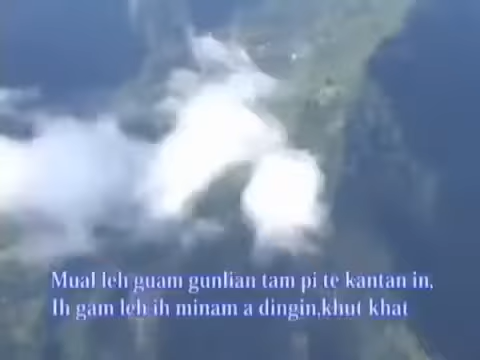 Mual leh guam gunlian tam pi te kantan in,
Ih gam leh ih minam a dingin,khut khat